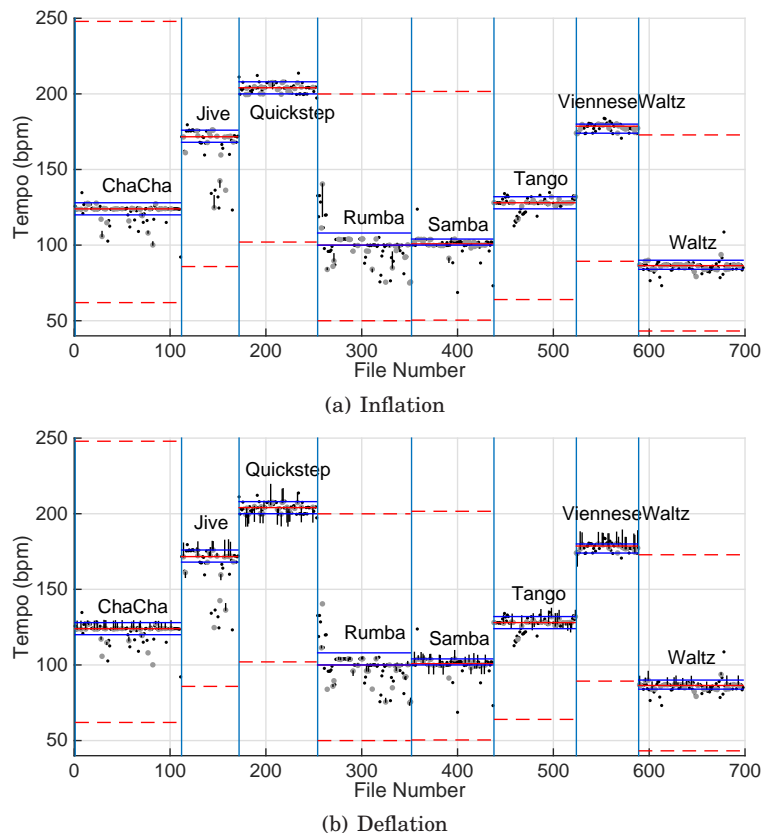 250
200
150
100
50
Tempo (bpm)
ChaCha
Jive
Quickstep
Rumba
Samba
Tango
VienneseWaltz
Waltz
0 100 200 300 400 500 600 700
File Number
(a) Inflation
250
200
150
100
50
Tempo (bpm)
ChaCha
Jive
Quickstep
Rumba
Samba
Tango
VienneseWaltz
Waltz
0 100 200 300 400 500 600 700
File Number
(b) Deflation